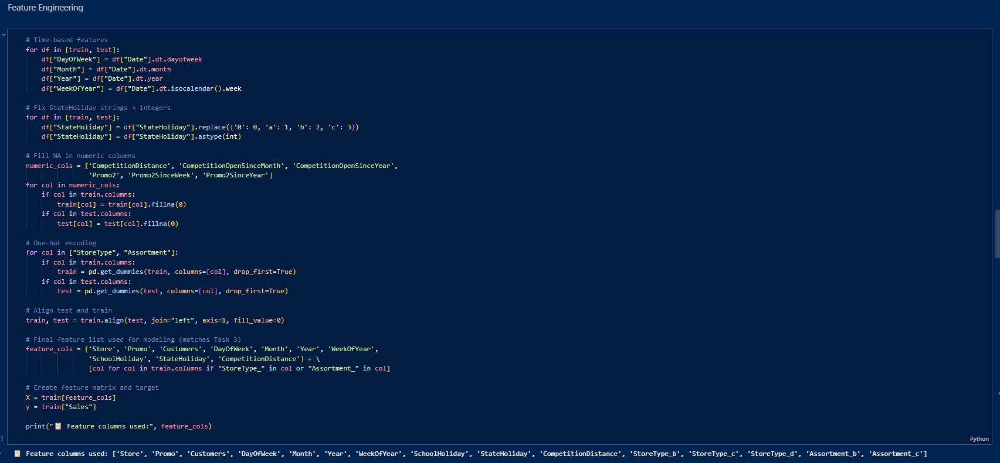 Feature Engineering
# Time-based features
for df in [train, test]:
    df["DayOfWeek"] = df["Date"].dt.dayofweek
    df["Month"] = df["Date"].dt.month
    df["Year"] = df["Date"].dt.year
    df["WeekOfYear"] = df["Date"].dt.isocalendar().week

# Fix StateHoliday strings → integers
for df in [train, test]:
    df["StateHoliday"] = df["StateHoliday"].replace({'0': 0, 'a': 1, 'b': 2, 'c': 3})
    df["StateHoliday"] = df["StateHoliday"].astype(int)

# Fill NA in numeric columns
numeric_cols = ['CompetitionDistance', 'CompetitionOpenSinceMonth', 'CompetitionOpenSinceYear',
                'Promo2', 'Promo2SinceWeek', 'Promo2SinceYear']
for col in numeric_cols:
    if col in train.columns:
        train[col] = train[col].fillna(0)
    if col in test.columns:
        test[col] = test[col].fillna(0)

# One-hot encoding
for col in ["StoreType", "Assortment"]:
    if col in train.columns:
        train = pd.get_dummies(train, columns=[col], drop_first=True)
    if col in test.columns:
        test = pd.get_dummies(test, columns=[col], drop_first=True)

# Align test and train
train, test = train.align(test, join="left", axis=1, fill_value=0)

# Final feature list used for modeling (matches Task 3)
feature_cols = ['Store', 'Promo', 'Customers', 'DayOfWeek', 'Month', 'Year', 'WeekOfYear',
                'SchoolHoliday', 'StateHoliday', 'CompetitionDistance'] + \
                [col for col in train.columns if "StoreType_" in col or "Assortment_" in col]

# Create feature matrix and target
X = train[feature_cols]
y = train["Sales"]

print("📋 Feature columns used:", feature_cols)
]
Python
📋 Feature columns used: ['Store', 'Promo', 'Customers', 'DayOfWeek', 'Month', 'Year', 'WeekOfYear', 'SchoolHoliday', 'StateHoliday', 'CompetitionDistance', 'StoreType_b', 'StoreType_c', 'StoreType_d', 'Assortment_b', 'Assortment_c']